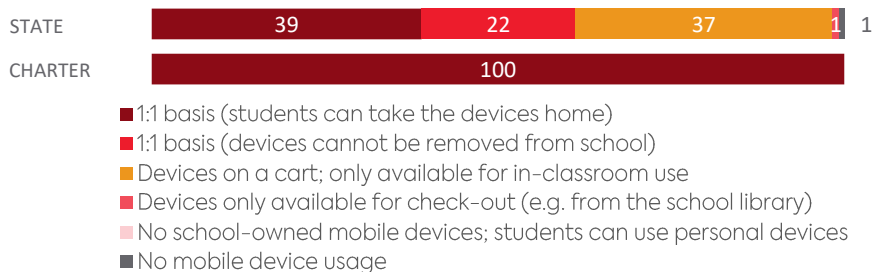 STATE 39 22 37 1 1
CHARTER 100
1:1 basis (students can take the devices home)
1:1 basis (devices cannot be removed from school)
Devices on a cart; only available for in-classroom use
Devices only available for check-out (e.g. from the school library)
No school-owned mobile devices; students can use personal devices
No mobile device usage